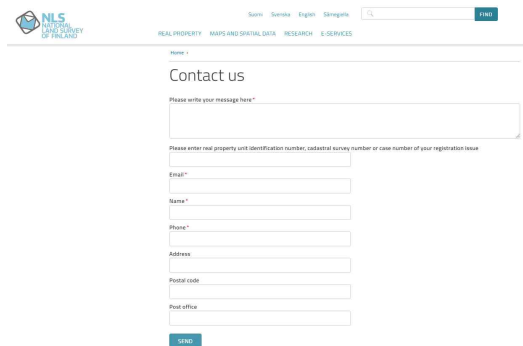 NLS
NATIONAL
LAND SURVEY
OF FINLAND
Suomi Svenska English Sámegiella
FIND
REAL PROPERTY MAPS AND SPATIAL DATA RESEARCH E-SERVICES
Home ›
Contact us
Please write your message here*
Please enter real property unit identification number, cadastral survey number or case number of your registration issue
Email*
Name*
Phone*
Address
Postal code
Post office
SEND